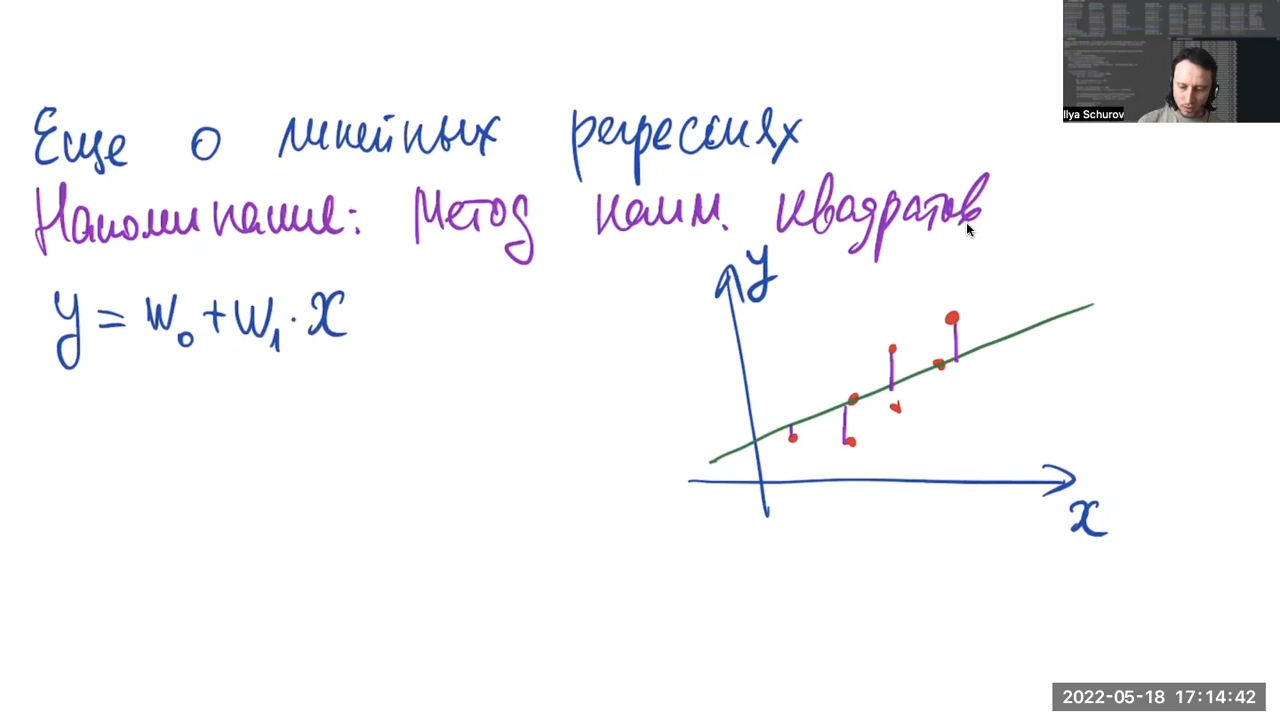 Еще о линейных регрессиях
Напоминание: Метод наим. квадратов
y = w₀ + w₁ · x
y
x
Ilya Schurov
2022-05-18 17:14:42